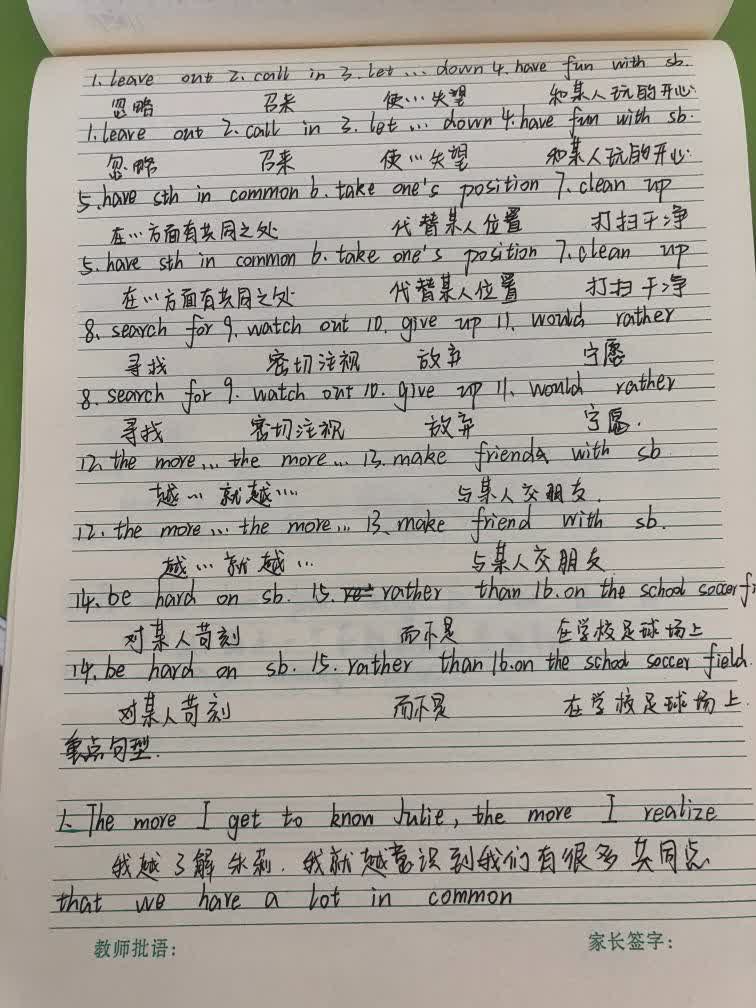 1. leave out 2. call in 3. let … down 4. have fun with sb.
忽略 召来 使…失望 和某人玩的开心
1. leave out 2. call in 3. let … down 4. have fun with sb.
忽略 召来 使…失望 和某人玩的开心
5. have sth in common 6. take one's position 7. clean up
在…方面有共同之处 代替某人位置 打扫干净
5. have sth in common 6. take one's position 7. clean up
在…方面有共同之处 代替某人位置 打扫干净
8. search for 9. watch out 10. give up 11. would rather
寻找 密切注视 放弃 宁愿
8. search for 9. watch out 10. give up 11. would rather
寻找 密切注视 放弃 宁愿.
12. the more… the more… 13. make friends with sb
越…就越… 与某人交朋友.
12. the more… the more… 13. make friend with sb.
越…就越… 与某人交朋友
14. be hard on sb. 15. rather than 16. on the school soccer fi
对某人苛刻 而不是 在学校足球场上
14. be hard on sb. 15. rather than 16. on the school soccer field.
对某人苛刻 而不是 在学校足球场上
重点句型.
1. The more I get to know Julie, the more I realize
我越了解朱莉. 我就越意识到我们有很多共同点
that we have a lot in common
教师批语: 家长签字: